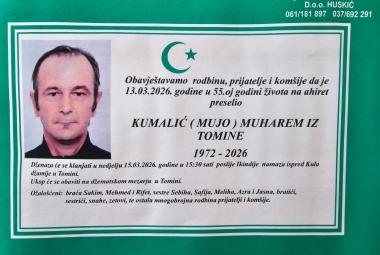 D.o.o. HUSKIĆ
061/181 897 037/692 291
Obavještavamo rodbinu, prijatelje i komšije da je
13.03.2026. godine u 55.oj godini života na ahiret
preselio
KUMALIĆ ( MUJO ) MUHAREM IZ
TOMINE
1972 - 2026
Dženaza će se klanjati u nedjelju 15.03.2026. godine u 15:30 sati poslije Ikindije namaza ispred Kula
džamije u Tomini.
Ukop će se obaviti na džematskom mezarju u Tomini.
Ožalošćeni: braća Sakim, Mehmed i Rifet, sestre Sebiha, Safija, Meliha, Azra i Jasna, bratići,
sestrići, snahe, zetovi, te ostala mnogobrojna rodbina prijatelji i komšije.